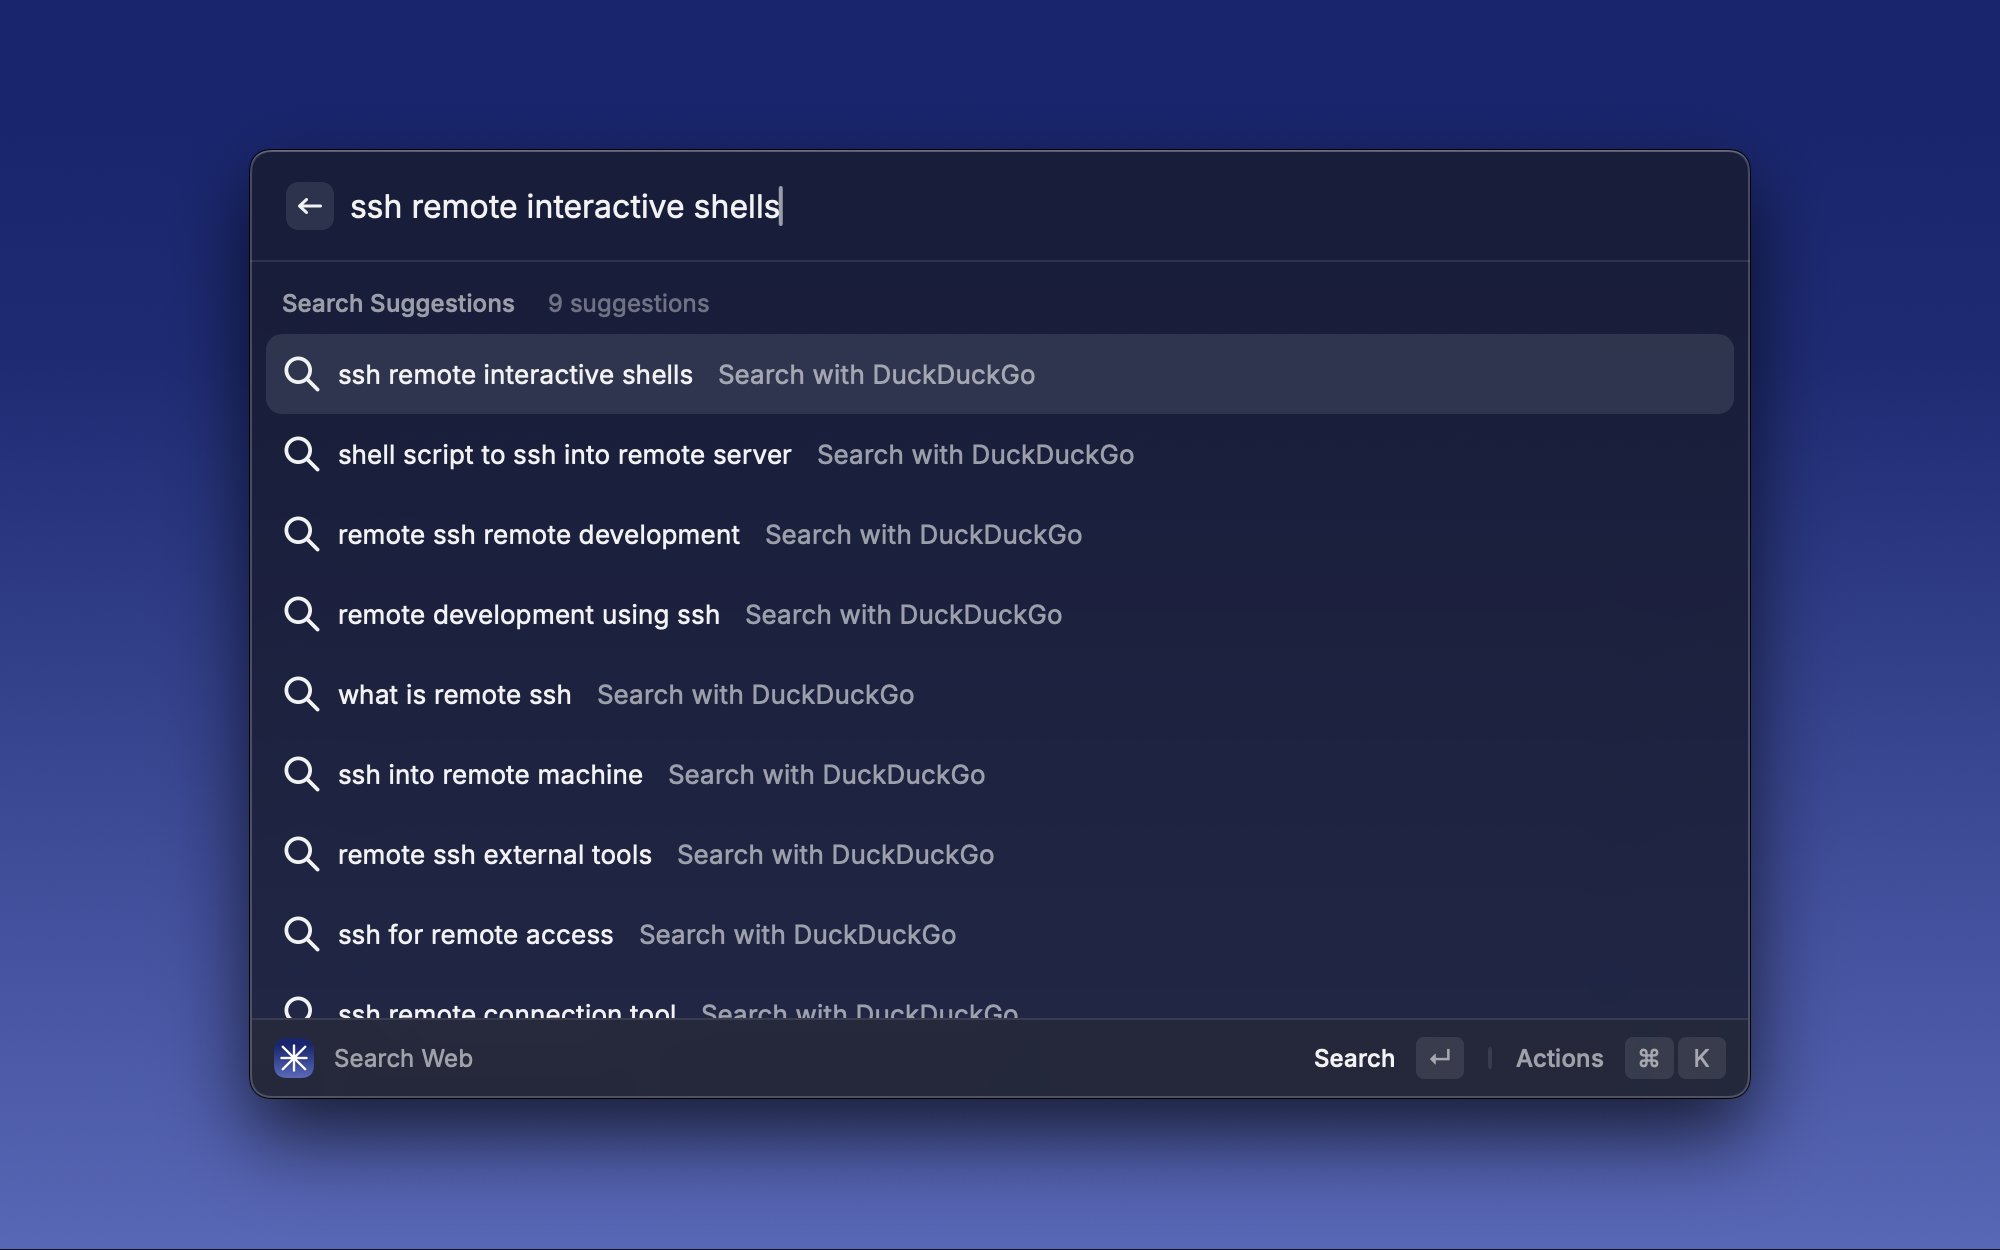 ssh remote interactive shells
Search Suggestions 9 suggestions
ssh remote interactive shells Search with DuckDuckGo
shell script to ssh into remote server Search with DuckDuckGo
remote ssh remote development Search with DuckDuckGo
remote development using ssh Search with DuckDuckGo
what is remote ssh Search with DuckDuckGo
ssh into remote machine Search with DuckDuckGo
remote ssh external tools Search with DuckDuckGo
ssh for remote access Search with DuckDuckGo
ssh remote connection tool Search with DuckDuckGo
Search Web Search ↵ Actions ⌘ K